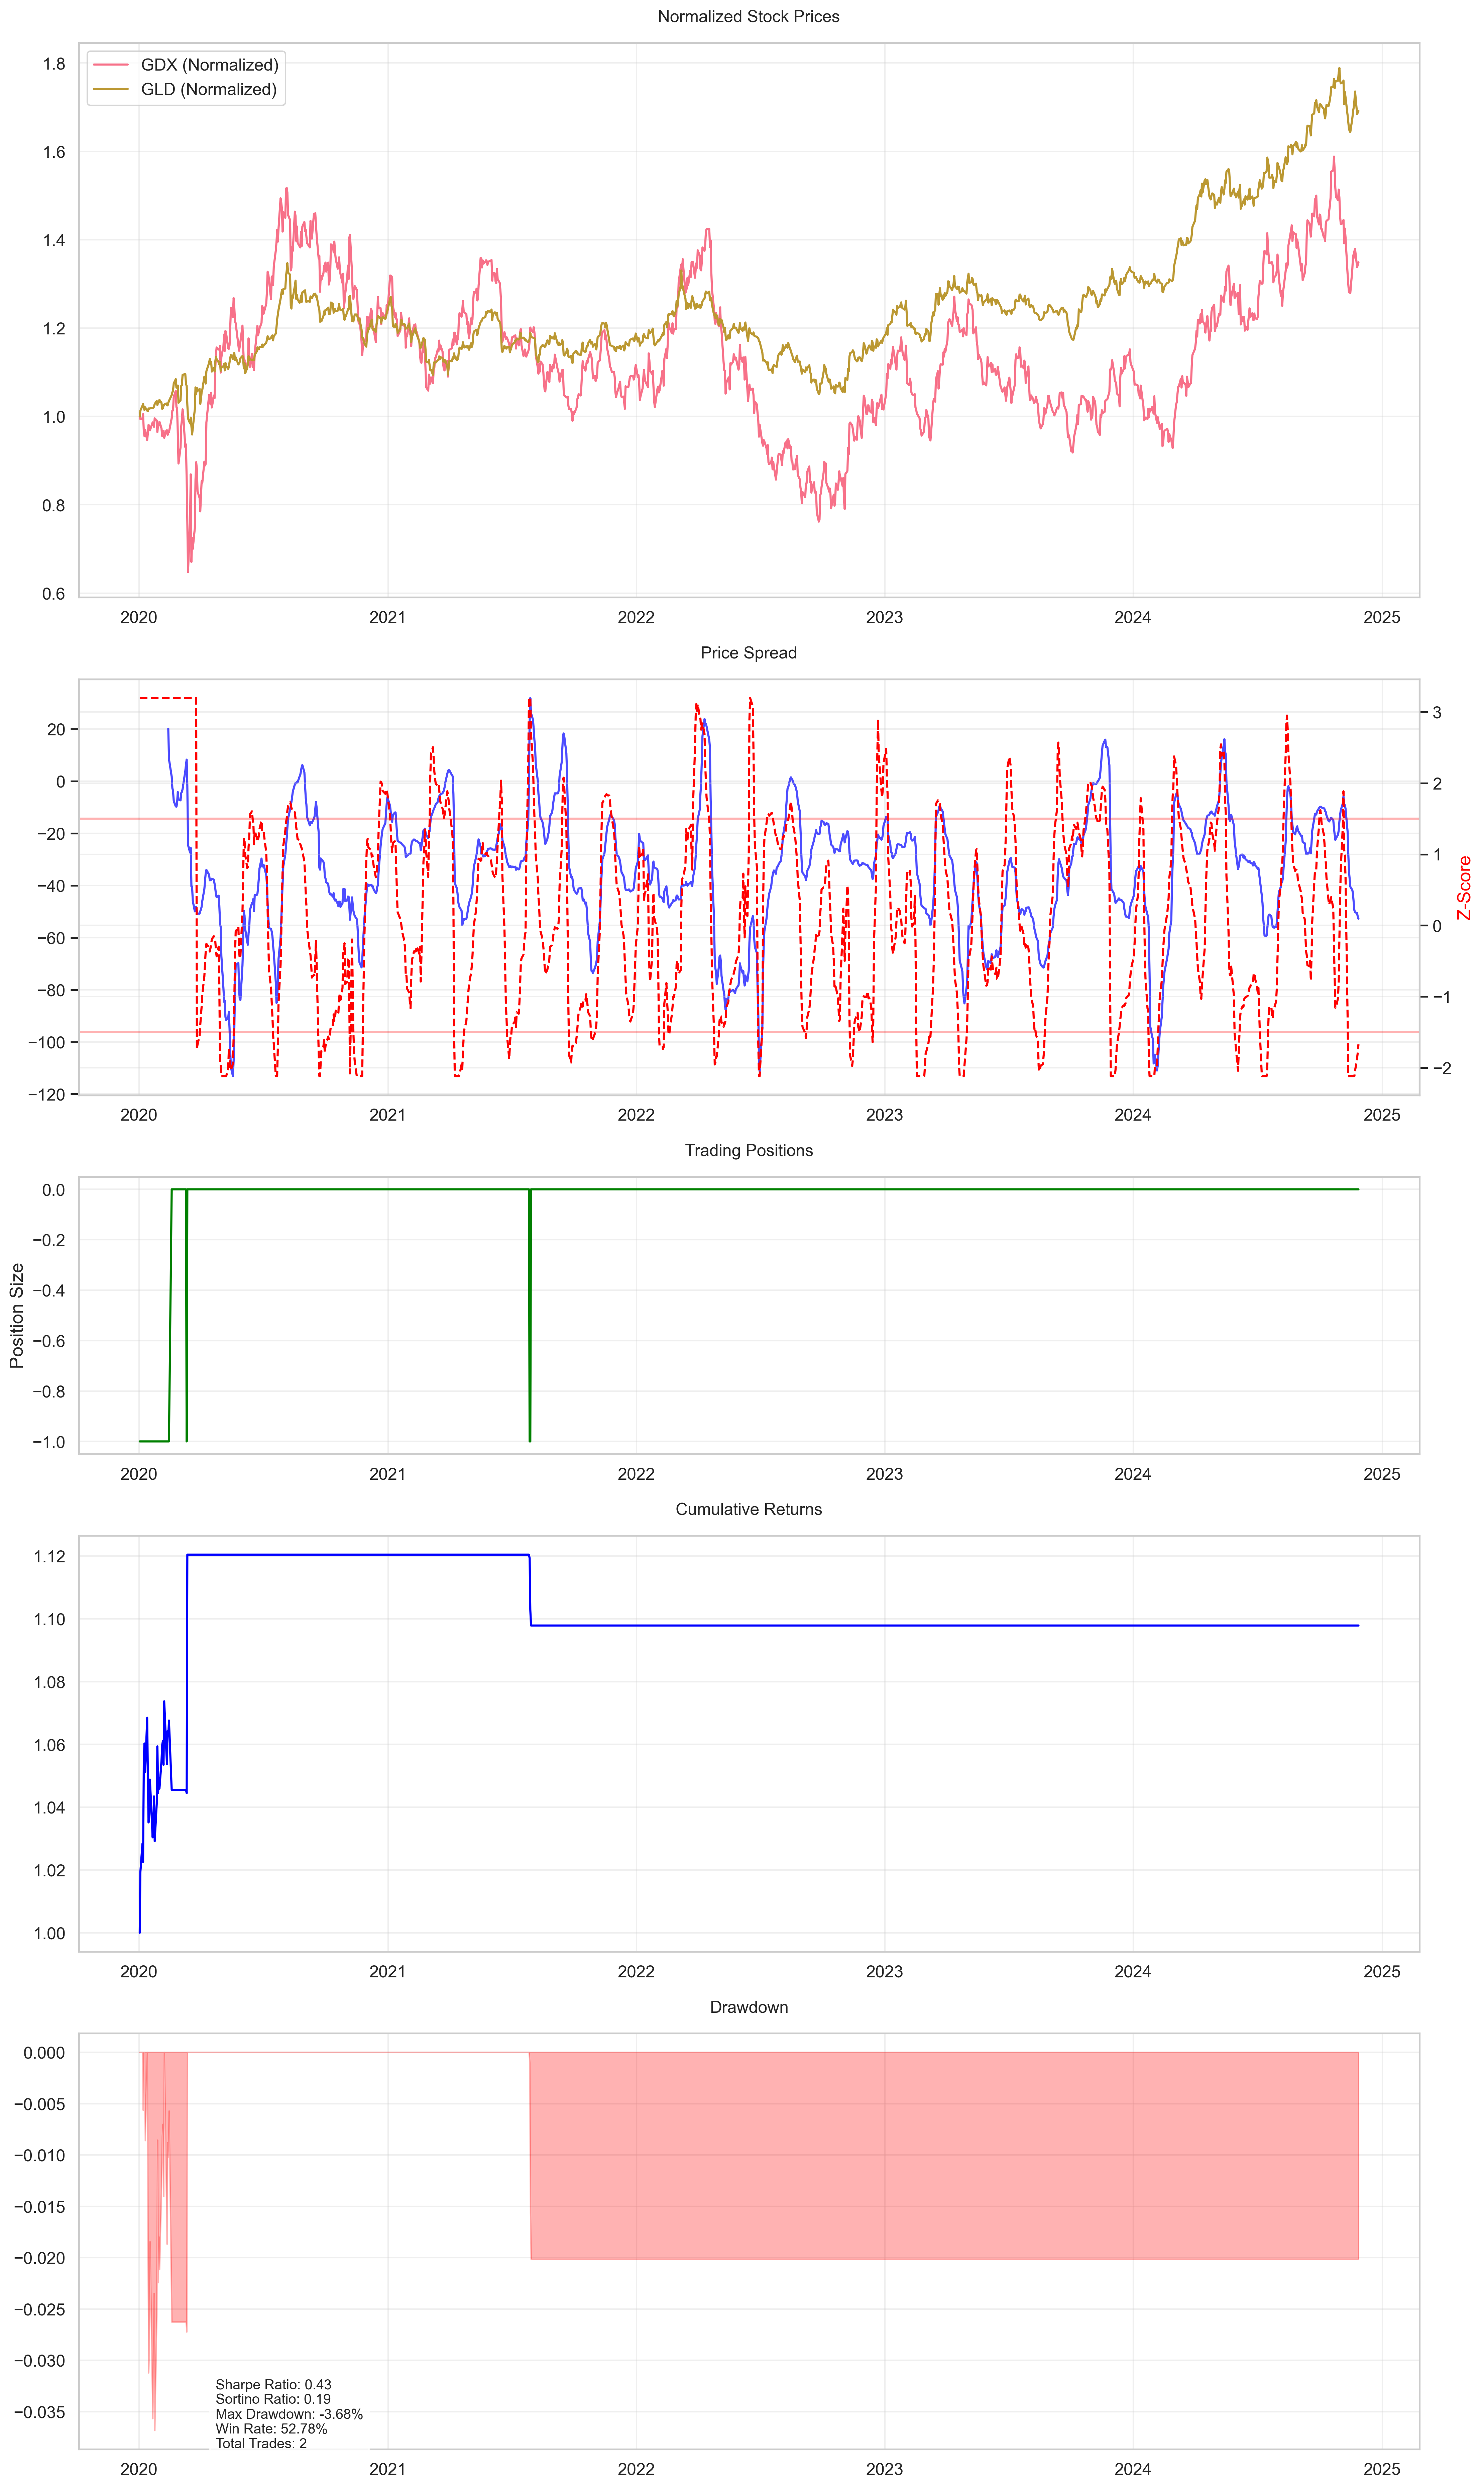 Normalized Stock Prices
GDX (Normalized)
GLD (Normalized)
1.8
1.6
1.4
1.2
1.0
0.8
0.6
2020 2021 2022 2023 2024 2025
Price Spread
20
0
−20
−40
−60
−80
−100
−120
3
2
1
0
−1
−2
Z-Score
2020 2021 2022 2023 2024 2025
Trading Positions
Position Size
0.0
−0.2
−0.4
−0.6
−0.8
−1.0
2020 2021 2022 2023 2024 2025
Cumulative Returns
1.12
1.10
1.08
1.06
1.04
1.02
1.00
2020 2021 2022 2023 2024 2025
Drawdown
0.000
−0.005
−0.010
−0.015
−0.020
−0.025
−0.030
−0.035
Sharpe Ratio: 0.43
Sortino Ratio: 0.19
Max Drawdown: -3.68%
Win Rate: 52.78%
Total Trades: 2
2020 2021 2022 2023 2024 2025